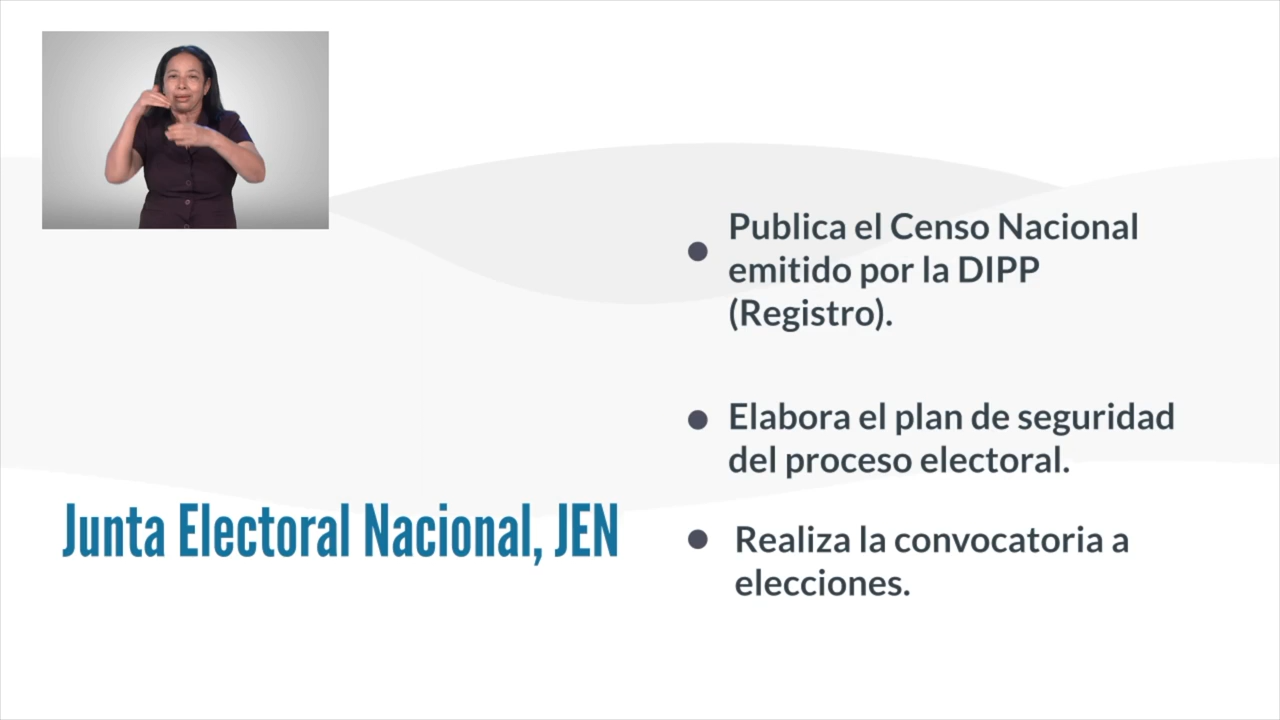 Junta Electoral Nacional, JEN
Publica el Censo Nacional
emitido por la DIPP
(Registro).
Elabora el plan de seguridad
del proceso electoral.
Realiza la convocatoria a
elecciones.